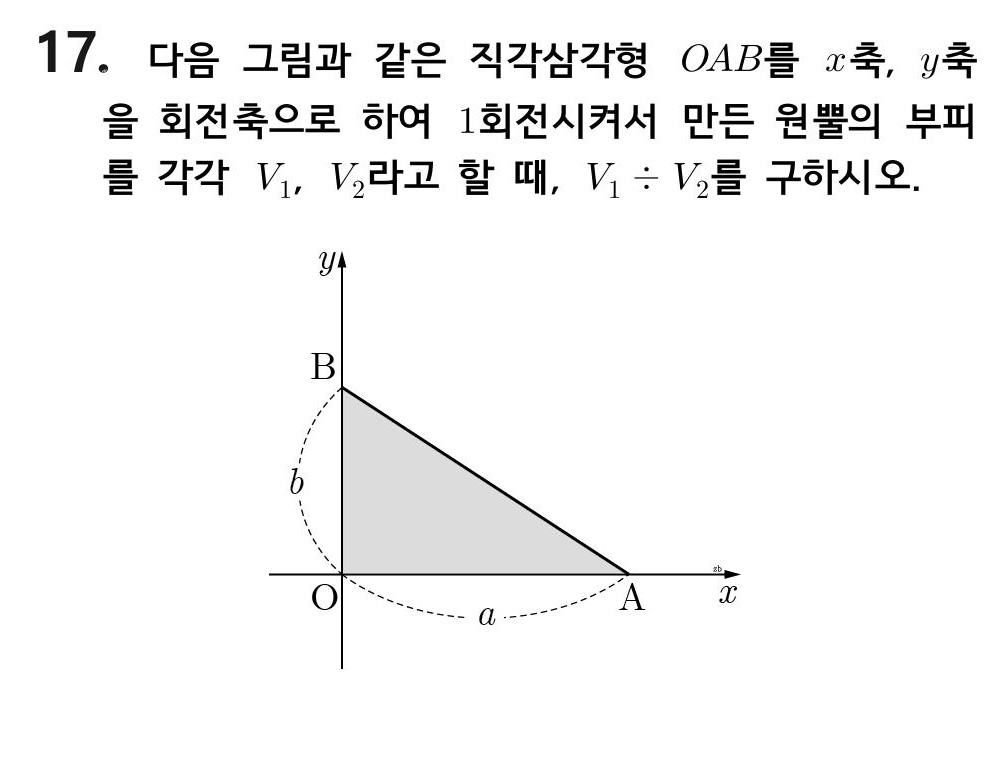 17. 다음 그림과 같은 직각삼각형 OAB를 x축, y축
을 회전축으로 하여 1회전시켜서 만든 원뿔의 부피
를 각각 V₁, V₂라고 할 때, V₁ ÷ V₂를 구하시오.
y
B
b
O
a
A
x
zb